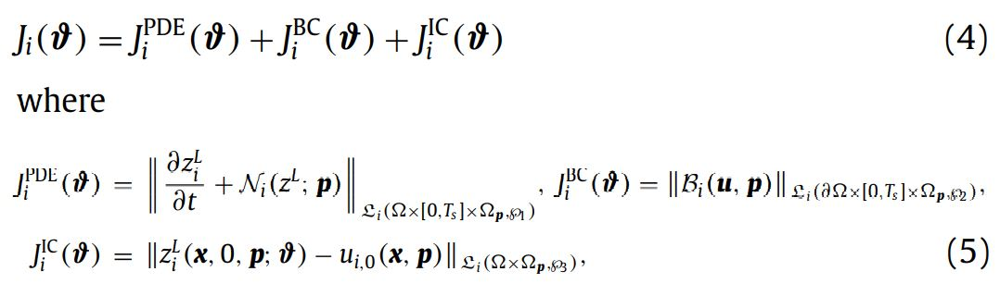 J_i(𝝑) = J_i^PDE(𝝑) + J_i^BC(𝝑) + J_i^IC(𝝑) (4)
where
J_i^PDE(𝝑) = ‖ ∂z_i^L/∂t + 𝒩_i(z^L; 𝒑) ‖_{𝔏_i(Ω×[0,T_s]×Ω_𝒑,℘_1)}, J_i^BC(𝝑) = ‖ℬ_i(𝒖, 𝒑)‖_{𝔏_i(∂Ω×[0,T_s]×Ω_𝒑,℘_2)},
J_i^IC(𝝑) = ‖z_i^L(𝒙, 0, 𝒑; 𝝑) − u_{i,0}(𝒙, 𝒑)‖_{𝔏_i(Ω×Ω_𝒑,℘_3)}, (5)